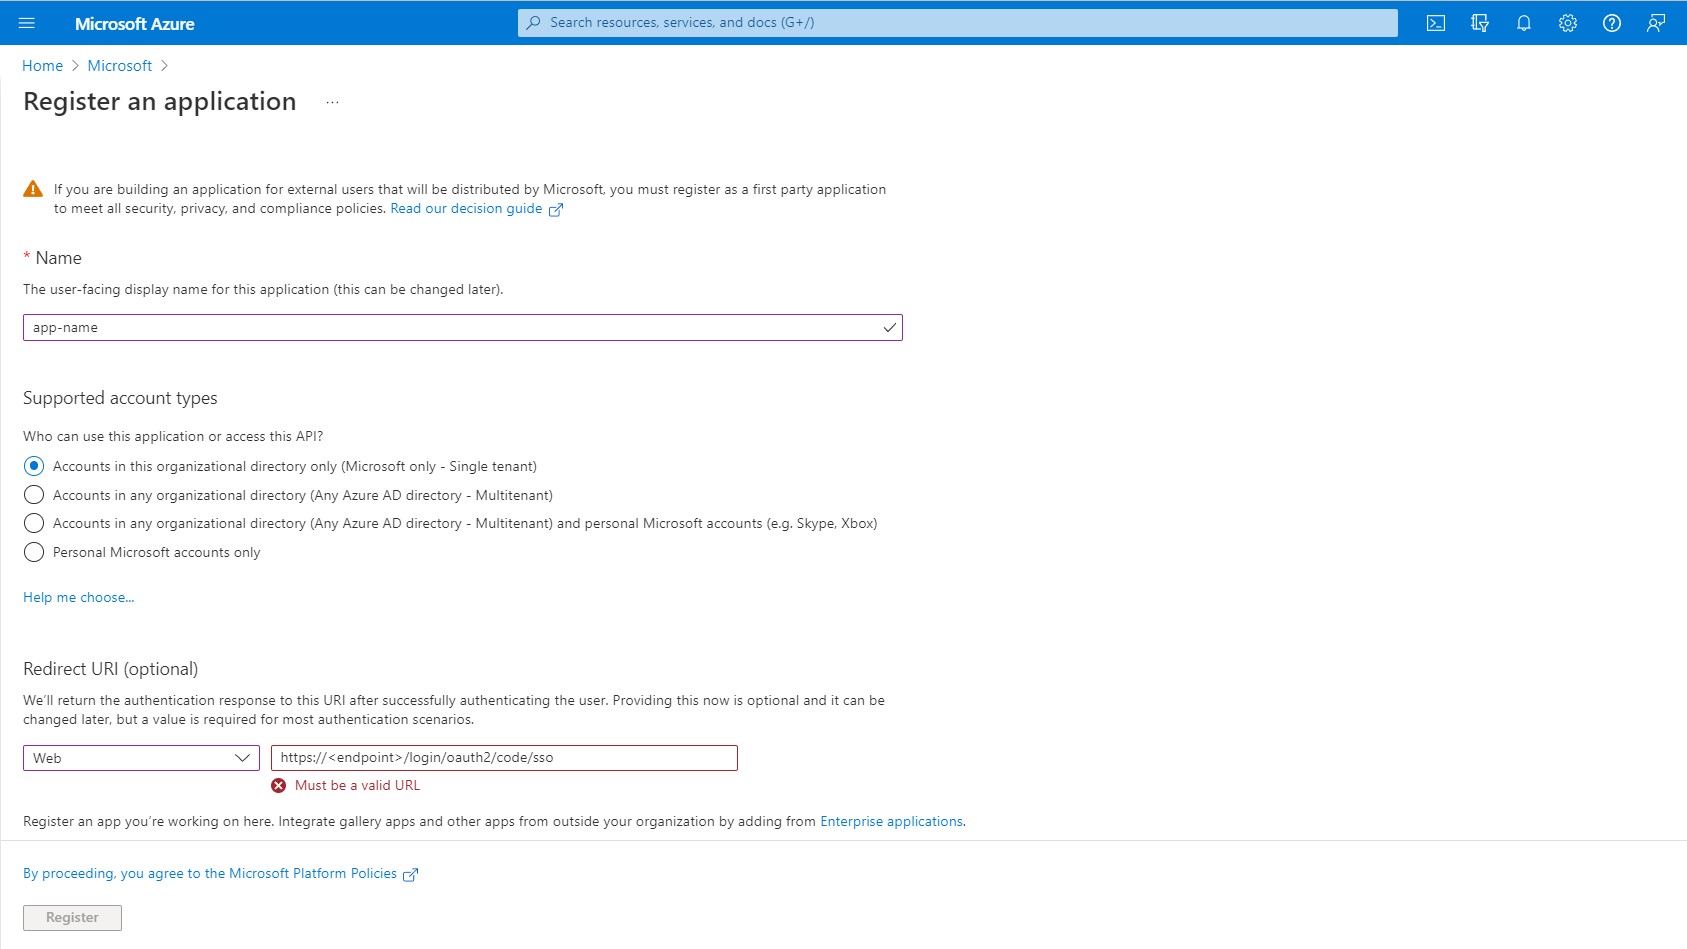 Microsoft Azure
Search resources, services, and docs (G+/)
Home > Microsoft >
Register an application ...
If you are building an application for external users that will be distributed by Microsoft, you must register as a first party application
to meet all security, privacy, and compliance policies. Read our decision guide
* Name
The user-facing display name for this application (this can be changed later).
app-name
Supported account types
Who can use this application or access this API?
Accounts in this organizational directory only (Microsoft only - Single tenant)
Accounts in any organizational directory (Any Azure AD directory - Multitenant)
Accounts in any organizational directory (Any Azure AD directory - Multitenant) and personal Microsoft accounts (e.g. Skype, Xbox)
Personal Microsoft accounts only
Help me choose...
Redirect URI (optional)
We'll return the authentication response to this URI after successfully authenticating the user. Providing this now is optional and it can be
changed later, but a value is required for most authentication scenarios.
Web
https://<endpoint>/login/oauth2/code/sso
Must be a valid URL
Register an app you're working on here. Integrate gallery apps and other apps from outside your organization by adding from Enterprise applications.
By proceeding, you agree to the Microsoft Platform Policies
Register